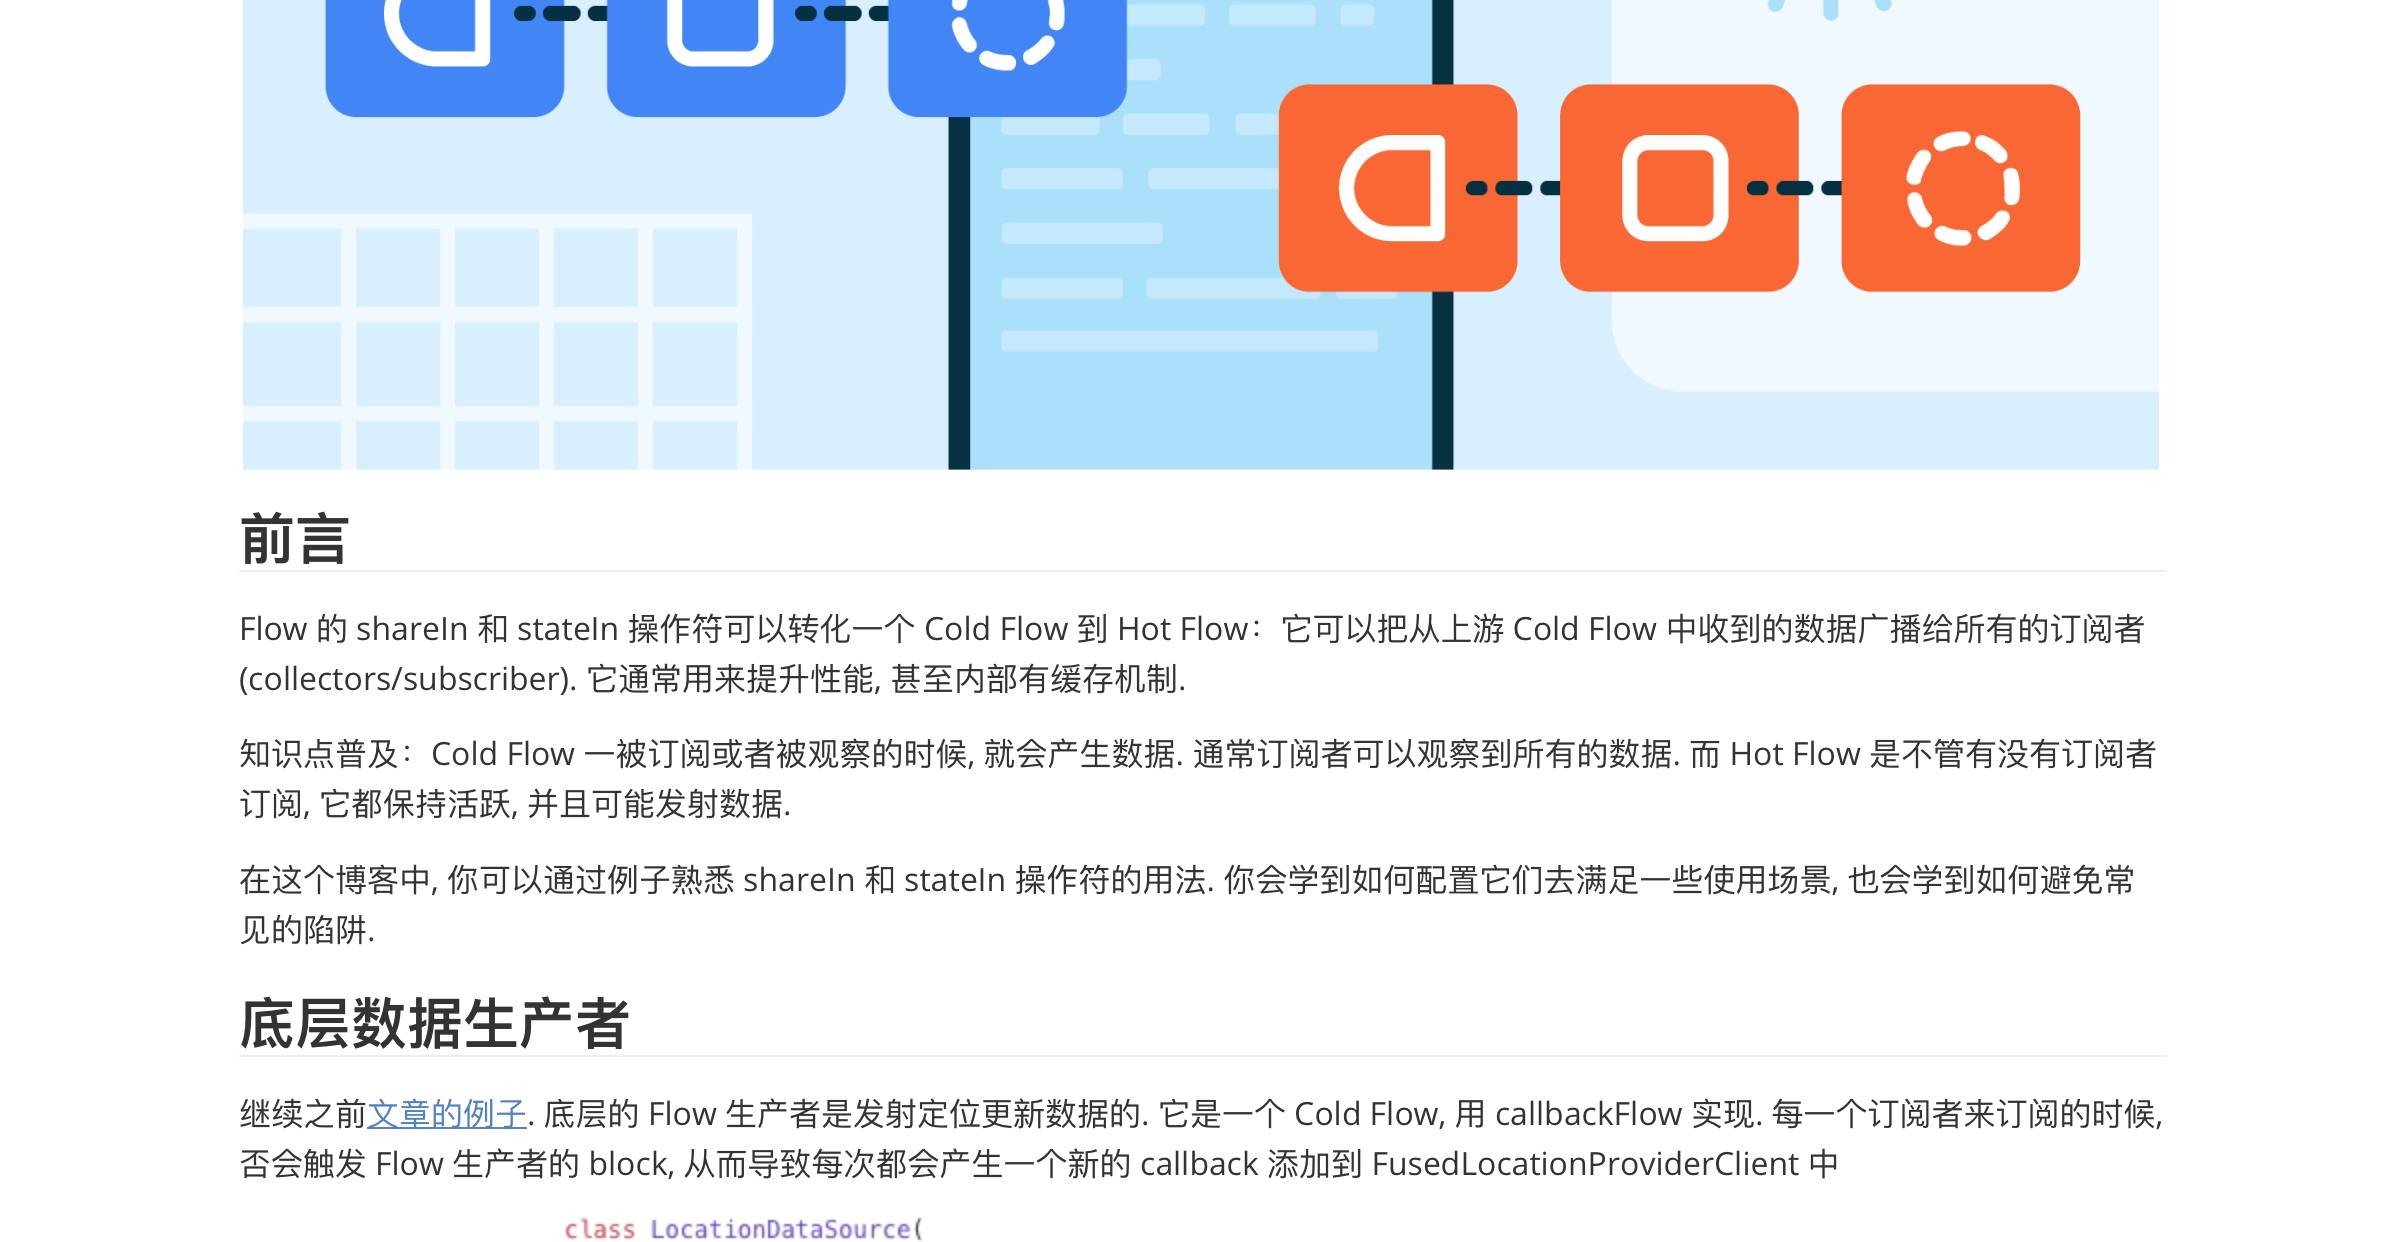 前言
Flow 的 shareIn 和 stateIn 操作符可以转化一个 Cold Flow 到 Hot Flow：它可以把从上游 Cold Flow 中收到的数据广播给所有的订阅者
(collectors/subscriber). 它通常用来提升性能, 甚至内部有缓存机制.
知识点普及：Cold Flow 一被订阅或者被观察的时候, 就会产生数据. 通常订阅者可以观察到所有的数据. 而 Hot Flow 是不管有没有订阅者
订阅, 它都保持活跃, 并且可能发射数据.
在这个博客中, 你可以通过例子熟悉 shareIn 和 stateIn 操作符的用法. 你会学到如何配置它们去满足一些使用场景, 也会学到如何避免常
见的陷阱.
底层数据生产者
继续之前文章的例子. 底层的 Flow 生产者是发射定位更新数据的. 它是一个 Cold Flow, 用 callbackFlow 实现. 每一个订阅者来订阅的时候,
否会触发 Flow 生产者的 block, 从而导致每次都会产生一个新的 callback 添加到 FusedLocationProviderClient 中
class LocationDataSource(